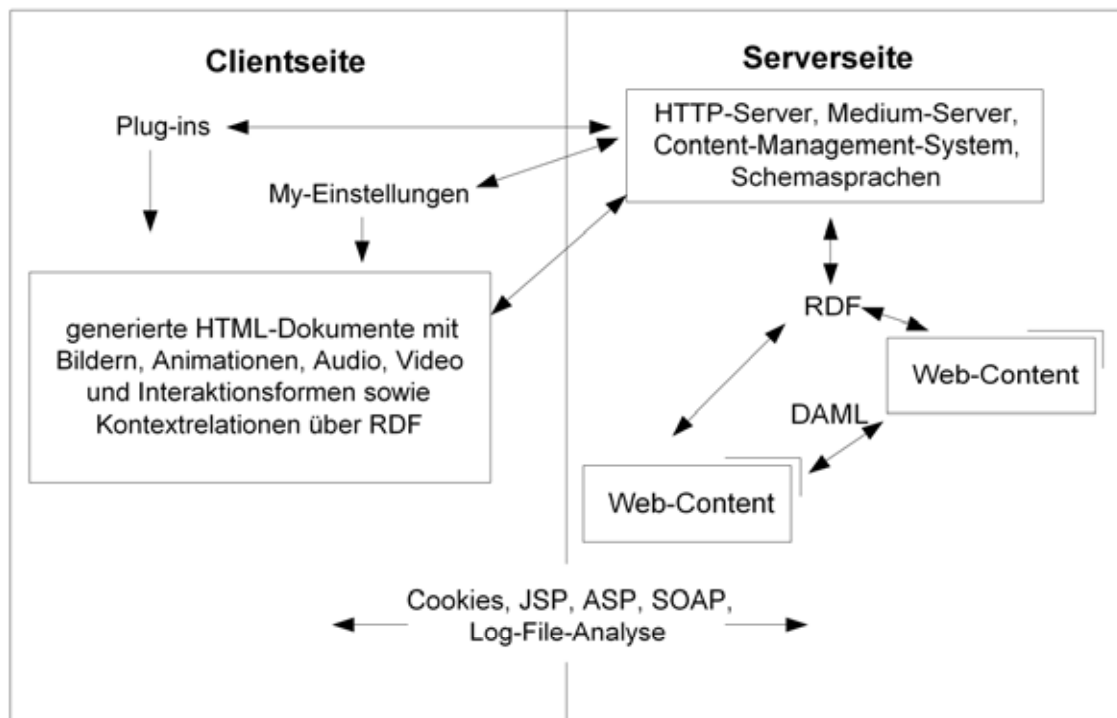 Clientseite
Plug-ins
My-Einstellungen
generierte HTML-Dokumente mit
Bildern, Animationen, Audio, Video
und Interaktionsformen sowie
Kontextrelationen über RDF
Serverseite
HTTP-Server, Medium-Server,
Content-Management-System,
Schemasprachen
RDF
Web-Content
DAML
Web-Content
Cookies, JSP, ASP, SOAP,
Log-File-Analyse